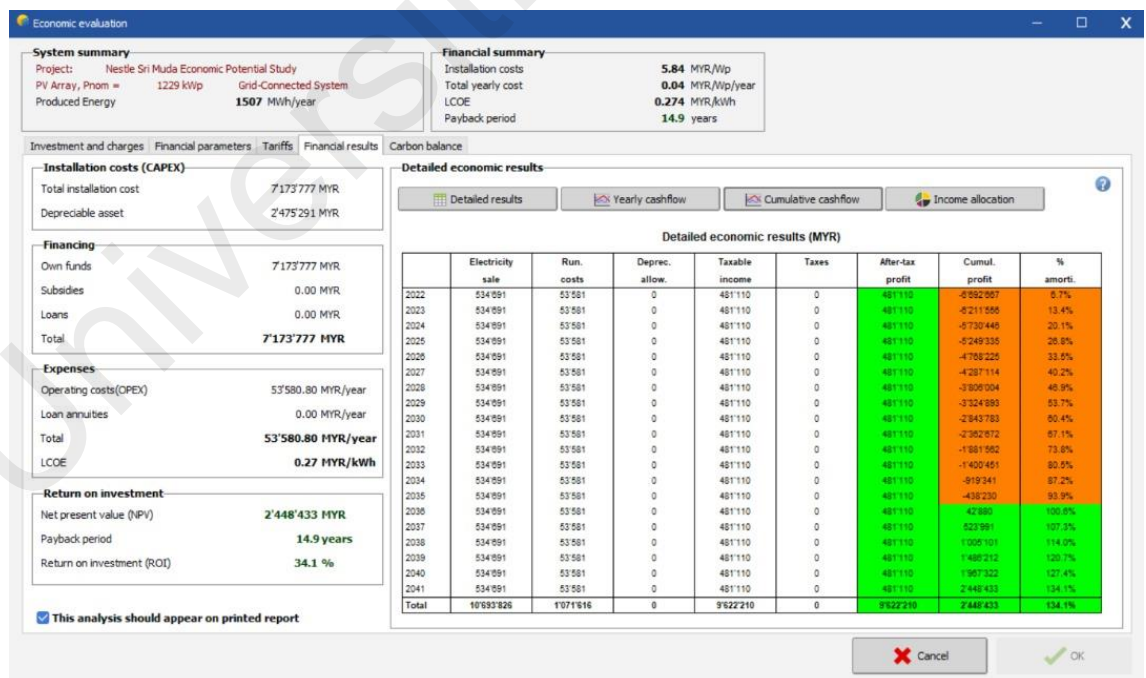 Economic evaluation
System summary
Project: Nestle Sri Muda Economic Potential Study
PV Array, Pnom = 1229 kWp Grid-Connected System
Produced Energy 1507 MWh/year
Financial summary
Installation costs 5.84 MYR/Wp
Total yearly cost 0.04 MYR/Wp/year
LCOE 0.274 MYR/kWh
Payback period 14.9 years
Investment and charges Financial parameters Tariffs Financial results Carbon balance
Installation costs (CAPEX)
Total installation cost 7'173'777 MYR
Depreciable asset 2'475'291 MYR
Financing
Own funds 7'173'777 MYR
Subsidies 0.00 MYR
Loans 0.00 MYR
Total 7'173'777 MYR
Expenses
Operating costs(OPEX) 53'580.80 MYR/year
Loan annuities 0.00 MYR/year
Total 53'580.80 MYR/year
LCOE 0.27 MYR/kWh
Return on investment
Net present value (NPV) 2'448'433 MYR
Payback period 14.9 years
Return on investment (ROI) 34.1 %
This analysis should appear on printed report
Detailed economic results
Detailed results Yearly cashflow Cumulative cashflow Income allocation
Detailed economic results (MYR)
Electricity Run. Deprec. Taxable Taxes After-tax Cumul. %
sale costs allow. income profit profit amorti.
2022 534'691 53'581 0 481'110 0 481'110 -6'692'667 6.7%
2023 534'691 53'581 0 481'110 0 481'110 -6'211'556 13.4%
2024 534'691 53'581 0 481'110 0 481'110 -5'730'446 20.1%
2025 534'691 53'581 0 481'110 0 481'110 -5'249'335 26.8%
2026 534'691 53'581 0 481'110 0 481'110 -4'768'225 33.5%
2027 534'691 53'581 0 481'110 0 481'110 -4'287'114 40.2%
2028 534'691 53'581 0 481'110 0 481'110 -3'806'004 46.9%
2029 534'691 53'581 0 481'110 0 481'110 -3'324'893 53.7%
2030 534'691 53'581 0 481'110 0 481'110 -2'843'783 60.4%
2031 534'691 53'581 0 481'110 0 481'110 -2'362'672 67.1%
2032 534'691 53'581 0 481'110 0 481'110 -1'881'562 73.8%
2033 534'691 53'581 0 481'110 0 481'110 -1'400'451 80.5%
2034 534'691 53'581 0 481'110 0 481'110 -919'341 87.2%
2035 534'691 53'581 0 481'110 0 481'110 -438'230 93.9%
2036 534'691 53'581 0 481'110 0 481'110 42'880 100.6%
2037 534'691 53'581 0 481'110 0 481'110 523'991 107.3%
2038 534'691 53'581 0 481'110 0 481'110 1'005'101 114.0%
2039 534'691 53'581 0 481'110 0 481'110 1'486'212 120.7%
2040 534'691 53'581 0 481'110 0 481'110 1'967'322 127.4%
2041 534'691 53'581 0 481'110 0 481'110 2'448'433 134.1%
Total 10'693'826 1'071'616 0 9'622'210 0 9'622'210 2'448'433 134.1%
Cancel OK
Universit